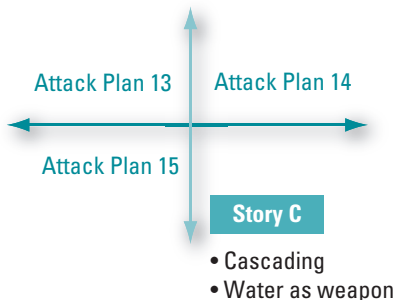 Attack Plan 13
Attack Plan 14
Attack Plan 15
Story C
• Cascading
• Water as weapon